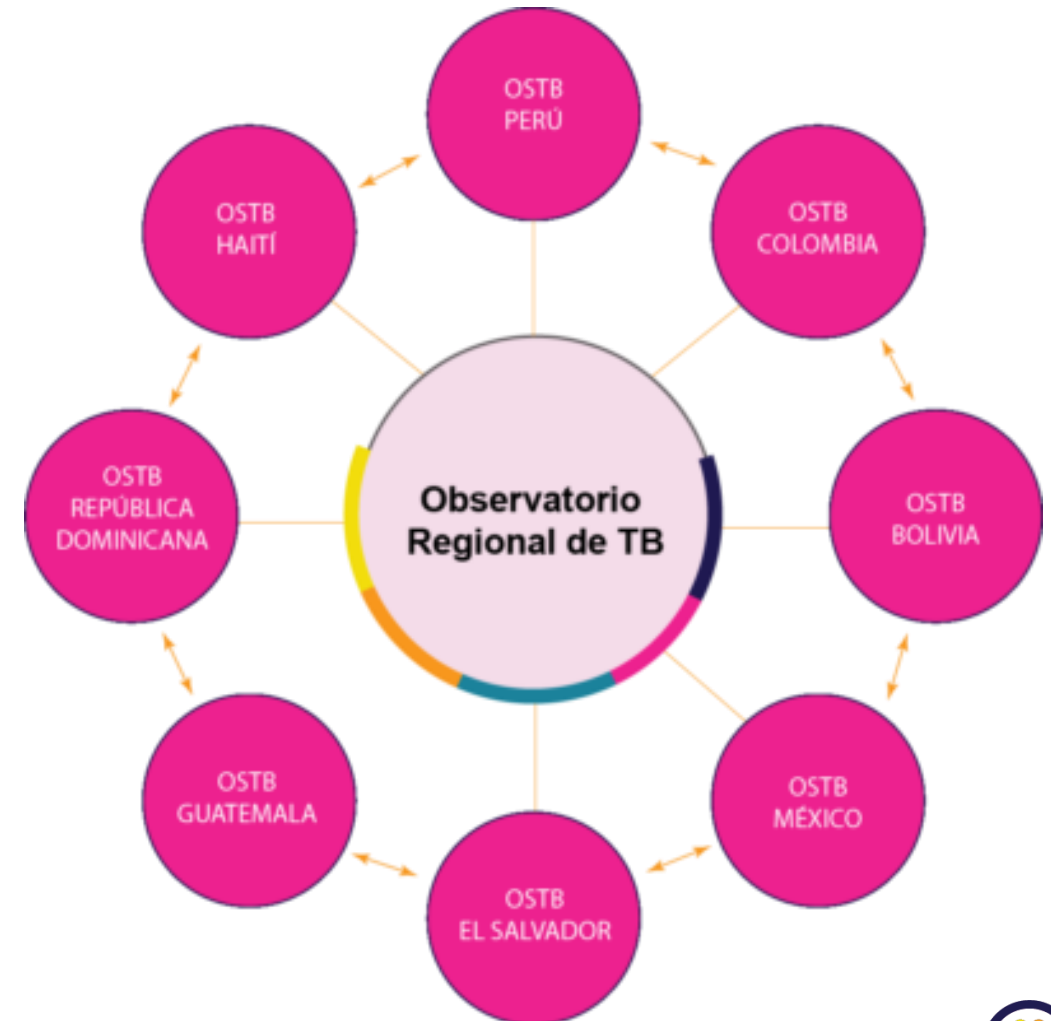 OSTB
PERÚ
OSTB
HAITÍ
OSTB
COLOMBIA
OSTB
REPÚBLICA
DOMINICANA
Observatorio
Regional de TB
OSTB
BOLIVIA
OSTB
GUATEMALA
OSTB
MÉXICO
OSTB
EL SALVADOR